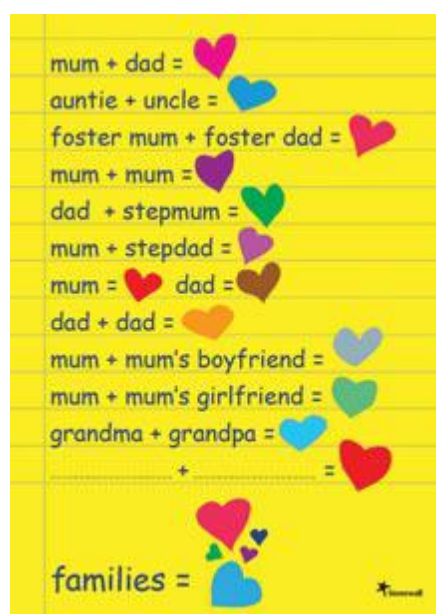 mum + dad =
auntie + uncle =
foster mum + foster dad =
mum + mum =
dad + stepmum =
mum + stepdad =
mum = dad =
dad + dad =
mum + mum's boyfriend =
mum + mum's girlfriend =
grandma + grandpa =
.................. + .................. =
families =
Stonewall